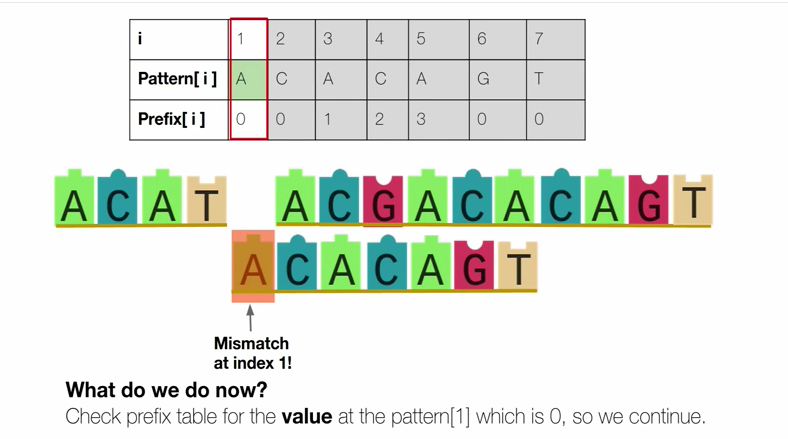 i 1 2 3 4 5 6 7
Pattern[ i ] A C A C A G T
Prefix[ i ] 0 0 1 2 3 0 0
A C A T A C G A C A C A G T
A C A C A G T
Mismatch
at index 1!
What do we do now?
Check prefix table for the value at the pattern[1] which is 0, so we continue.